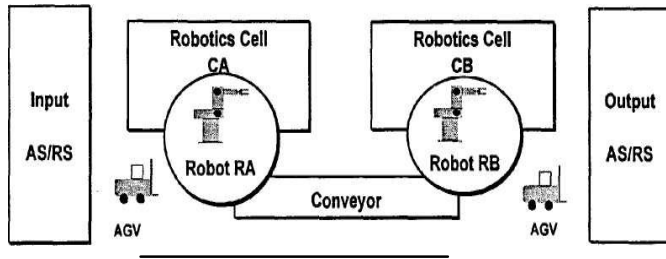 Input
AS/RS
Robotics Cell
CA
Robot RA
AGV
Conveyor
Robotics Cell
CB
Robot RB
AGV
Output
AS/RS